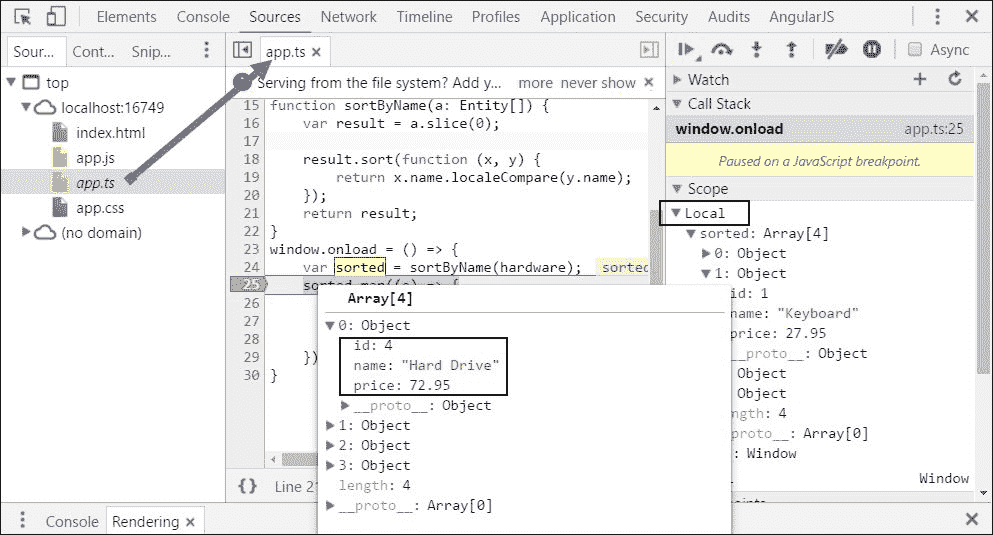 Elements Console Sources Network Timeline Profiles Application Security Audits AngularJS
Sour... Cont... Snip...
top
localhost:16749
index.html
app.js
app.ts
app.css
(no domain)
app.ts
Serving from the file system? Add y... more never show
15 function sortByName(a: Entity[]) {
16 var result = a.slice(0);
17
18 result.sort(function (x, y) {
19 return x.name.localeCompare(y.name);
20 });
21 return result;
22 }
23 window.onload = () => {
24 var sorted = sortByName(hardware); sorted
25 sorted.map((o) => {
26
27
28
29 })
30 }
{} Line 21
Array[4]
0: Object
id: 4
name: "Hard Drive"
price: 72.95
__proto__: Object
1: Object
2: Object
3: Object
length: 4
__proto__: Array[0]
Async
Watch
Call Stack
window.onload app.ts:25
Paused on a JavaScript breakpoint.
Scope
Local
sorted: Array[4]
0: Object
1: Object
id: 1
name: "Keyboard"
price: 27.95
__proto__: Object
Object
Object
ngth: 4
proto__: Array[0]
: Window
Window
Console Rendering